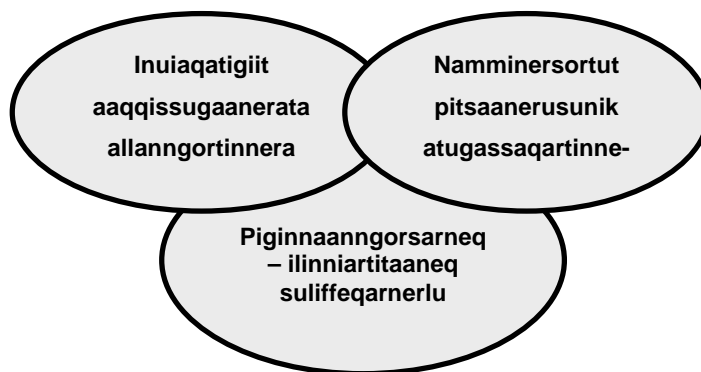 Inuiaqatigiit
aaqqissugaanerata
allanngortinnera
Namminersortut
pitsaanerusunik
atugassaqartinne-
Piginnaanngorsarneq
– ilinniartitaaneq
suliffeqarnerlu